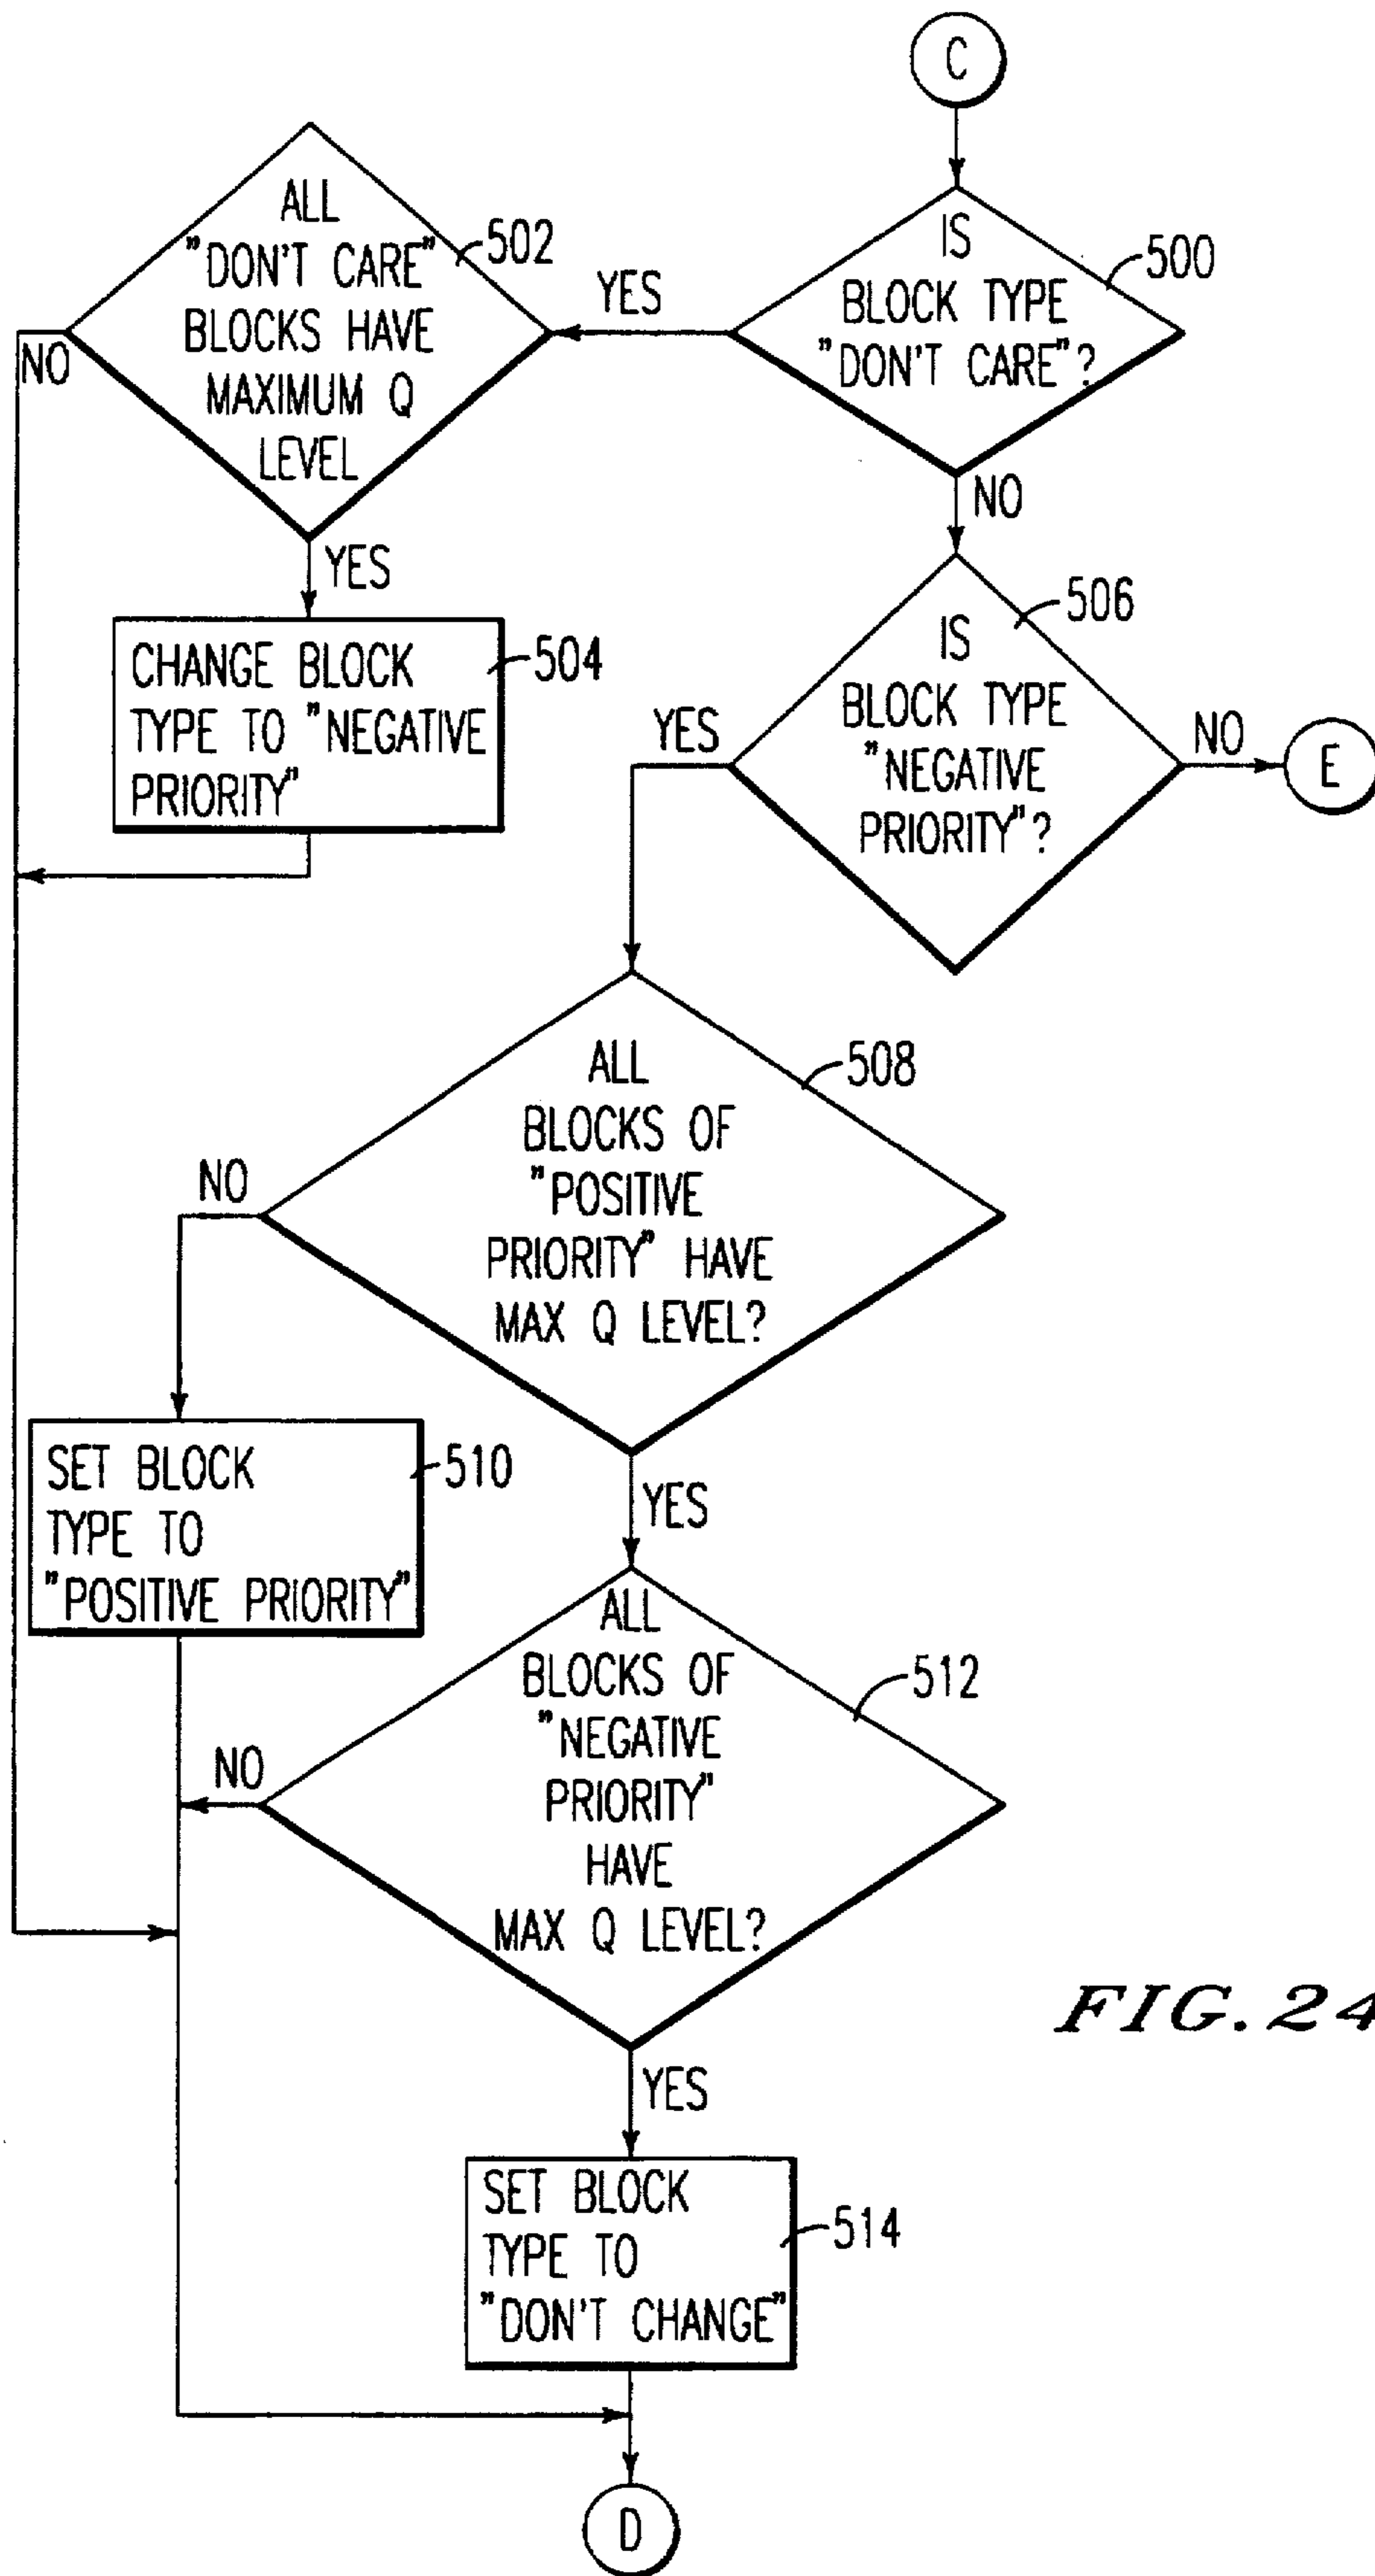 C
IS
BLOCK TYPE
"DON'T CARE"?
500
YES
NO
ALL
"DON'T CARE"
BLOCKS HAVE
MAXIMUM Q
LEVEL
502
NO
YES
CHANGE BLOCK
TYPE TO "NEGATIVE
PRIORITY"
504
IS
BLOCK TYPE
"NEGATIVE
PRIORITY"?
506
YES
NO
E
ALL
BLOCKS OF
"POSITIVE
PRIORITY" HAVE
MAX Q LEVEL?
508
NO
YES
SET BLOCK
TYPE TO
"POSITIVE PRIORITY"
510
ALL
BLOCKS OF
"NEGATIVE
PRIORITY"
HAVE
MAX Q LEVEL?
512
NO
YES
SET BLOCK
TYPE TO
"DON'T CHANGE"
514
D
FIG. 24